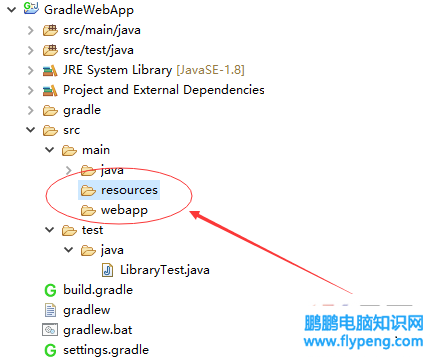 GradleWebApp
src/main/java
src/test/java
JRE System Library [JavaSE-1.8]
Project and External Dependencies
gradle
src
main
java
resources
webapp
test
java
LibraryTest.java
build.gradle
gradlew
gradlew.bat
settings.gradle
鹏鹏电脑知识网
www.flypeng.com